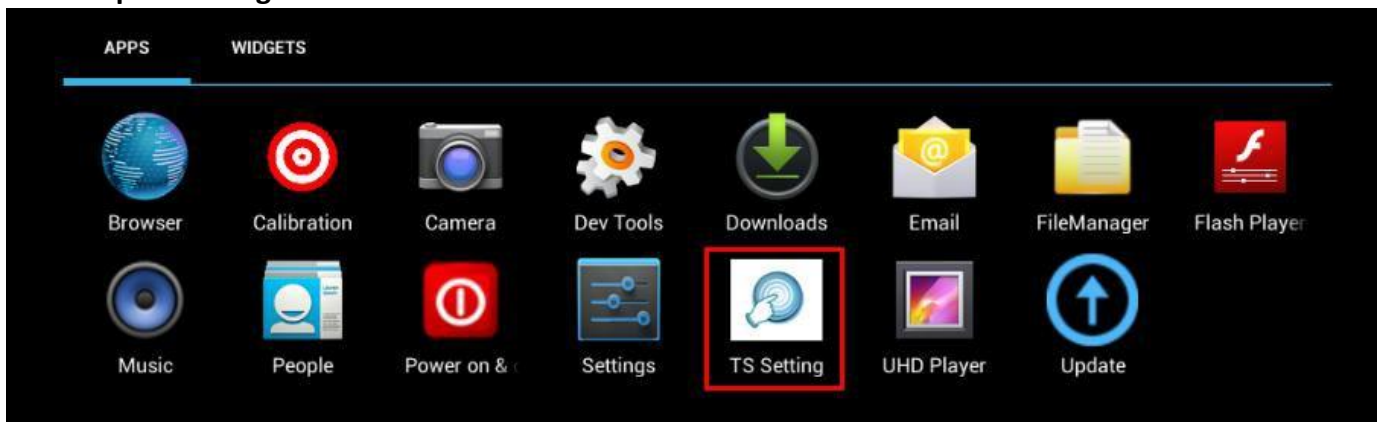 APPS WIDGETS
Browser Calibration Camera Dev Tools Downloads Email FileManager Flash Player
Music People Power on & Settings TS Setting UHD Player Update